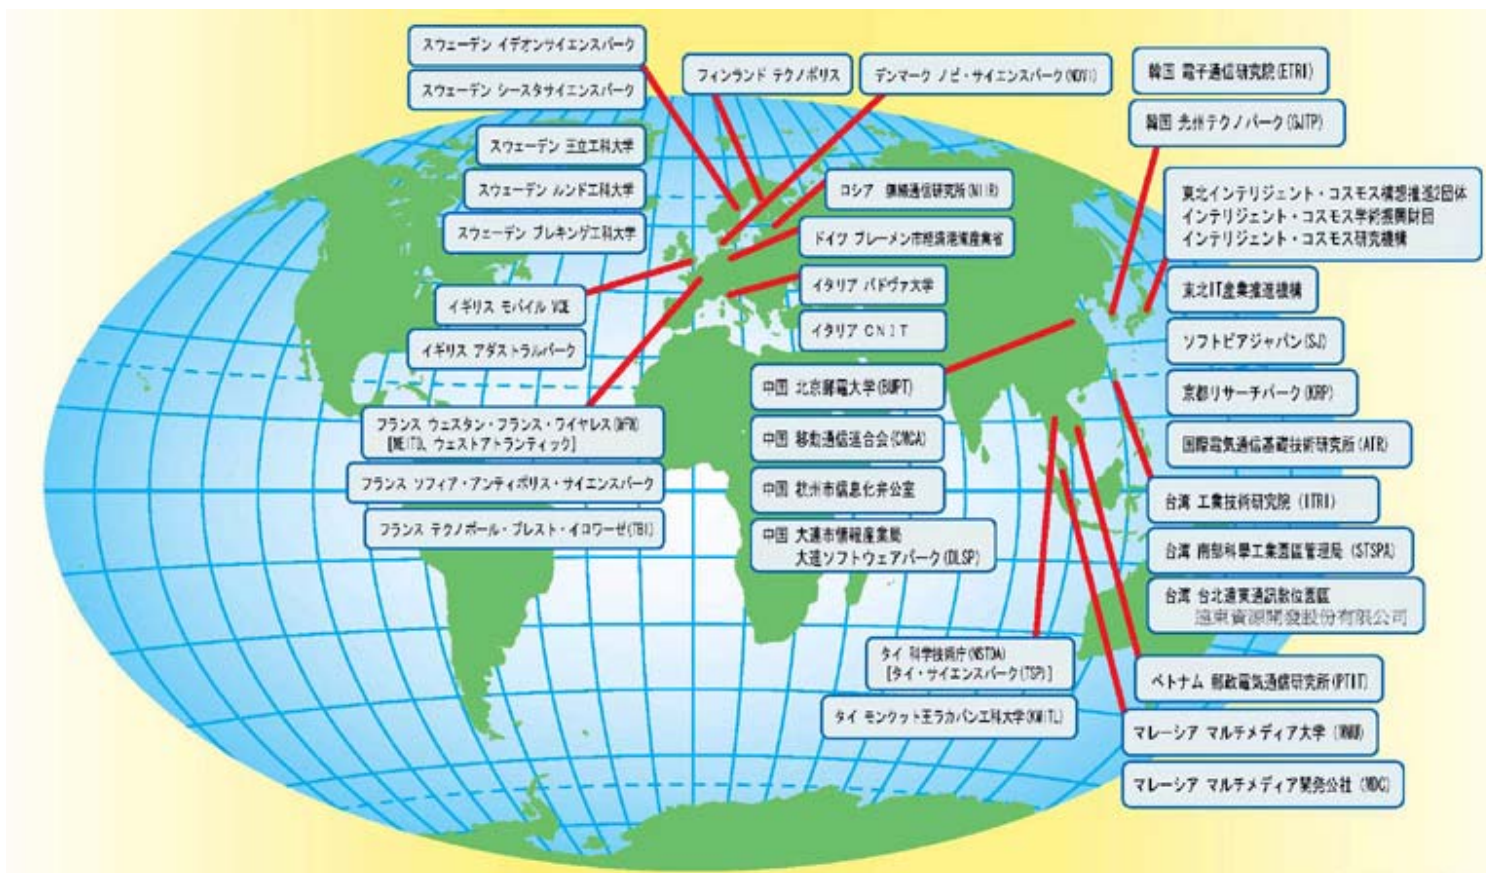 スウェーデン イデオンサイエンスパーク
スウェーデン シースタサイエンスパーク
スウェーデン 王立工科大学
スウェーデン ルンド工科大学
スウェーデン ブレキンゲ工科大学
フィンランド テクノポリス
デンマーク ノビ・サイエンスパーク(NOVI)
ロシア 無線通信研究所(NIIR)
ドイツ ブレーメン市経済港湾産業省
イタリア パドヴァ大学
イタリア CNIT
イギリス モバイル VCE
イギリス アダストラルパーク
フランス ウェスタン・フランス・ワイヤレス(WFW)
[MEITO、ウェストアトランティック]
フランス ソフィア・アンティポリス・サイエンスパーク
フランス テクノポール・ブレスト・イロワーゼ(TBI)
中国 北京郵電大学(BUPT)
中国 移動通信連合会(CMCA)
中国 杭州市信息化弁公室
中国 大連市情報産業局
大連ソフトウェアパーク(DLSP)
韓国 電子通信研究院(ETRI)
韓国 光州テクノパーク(GJTP)
東北インテリジェント・コスモス構想推進2団体
インテリジェント・コスモス学術振興財団
インテリジェント・コスモス研究機構
東北IT産業推進機構
ソフトピアジャパン(SJ)
京都リサーチパーク(KRP)
国際電気通信基礎技術研究所(ATR)
台湾 工業技術研究院 (ITRI)
台湾 南部科學工業園區管理局 (STSPA)
台湾 台北遠東通訊數位園區
遠東資源開發股份有限公司
タイ 科学技術庁(NSTDA)
[タイ・サイエンスパーク(TSP)]
タイ モンクット王ラカバン工科大学(KMITL)
ベトナム 郵政電気通信研究所(PTIT)
マレーシア マルチメディア大学 (MMU)
マレーシア マルチメディア開発公社 (MDC)